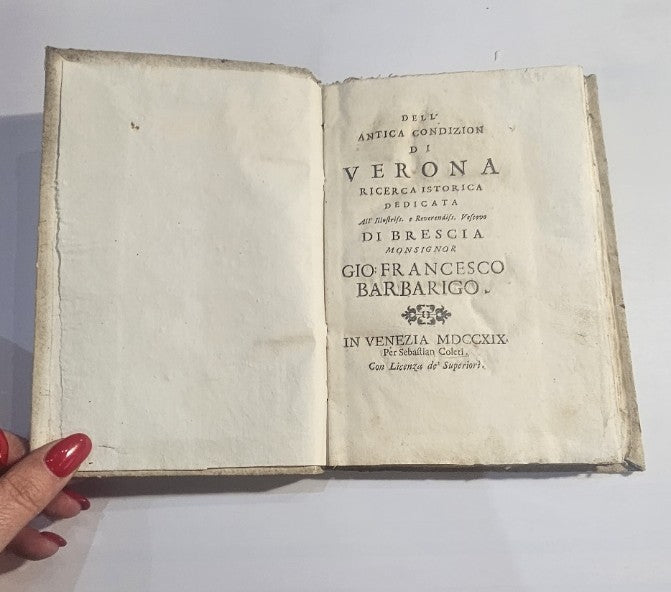 DELL'
ANTICA CONDIZION
DI
VERONA
RICERCA ISTORICA
DEDICATA
All' Illustriss. e Reverendiss. Vescovo
DI BRESCIA
MONSIGNOR
GIO: FRANCESCO
BARBARIGO.
IN VENEZIA MDCCXIX.
Per Sebastian Coleti.
Con Licenza de' Superiori.